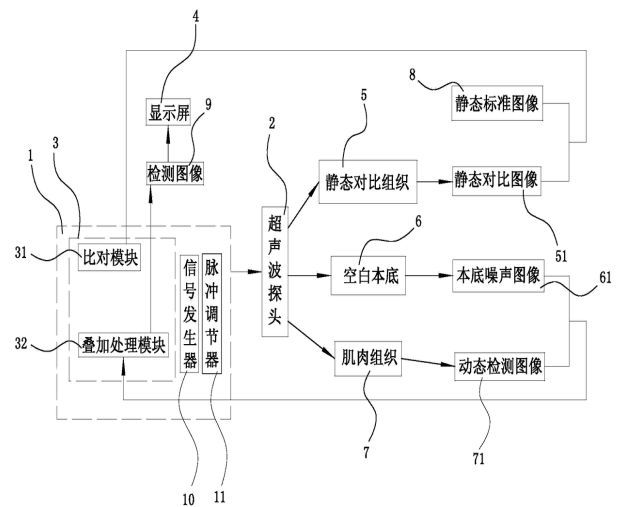 4
显示屏
9
检测图像
8
静态标准图像
5
静态对比组织
静态对比图像
51
2
超声波探头
1
3
31
比对模块
信号发生器
脉冲调节器
6
空白本底
本底噪声图像
61
32
叠加处理模块
肌肉组织
动态检测图像
10
11
7
71